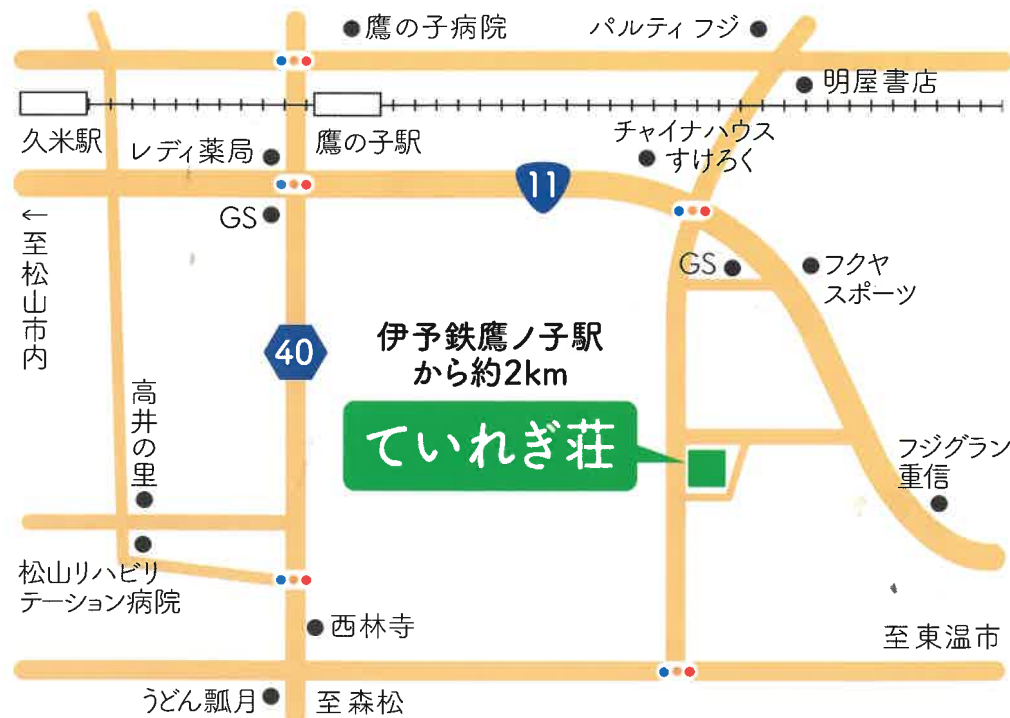 鷹の子病院
パルティ フジ
明屋書店
久米駅
鷹の子駅
レディ薬局
チャイナハウス
すけろく
11
GS
←至松山市内
GS
フクヤ
スポーツ
40
伊予鉄鷹ノ子駅
から約2km
ていれぎ荘
高井の里
フジグラン
重信
松山リハビリ
テーション病院
西林寺
至東温市
うどん瓢月
至森松